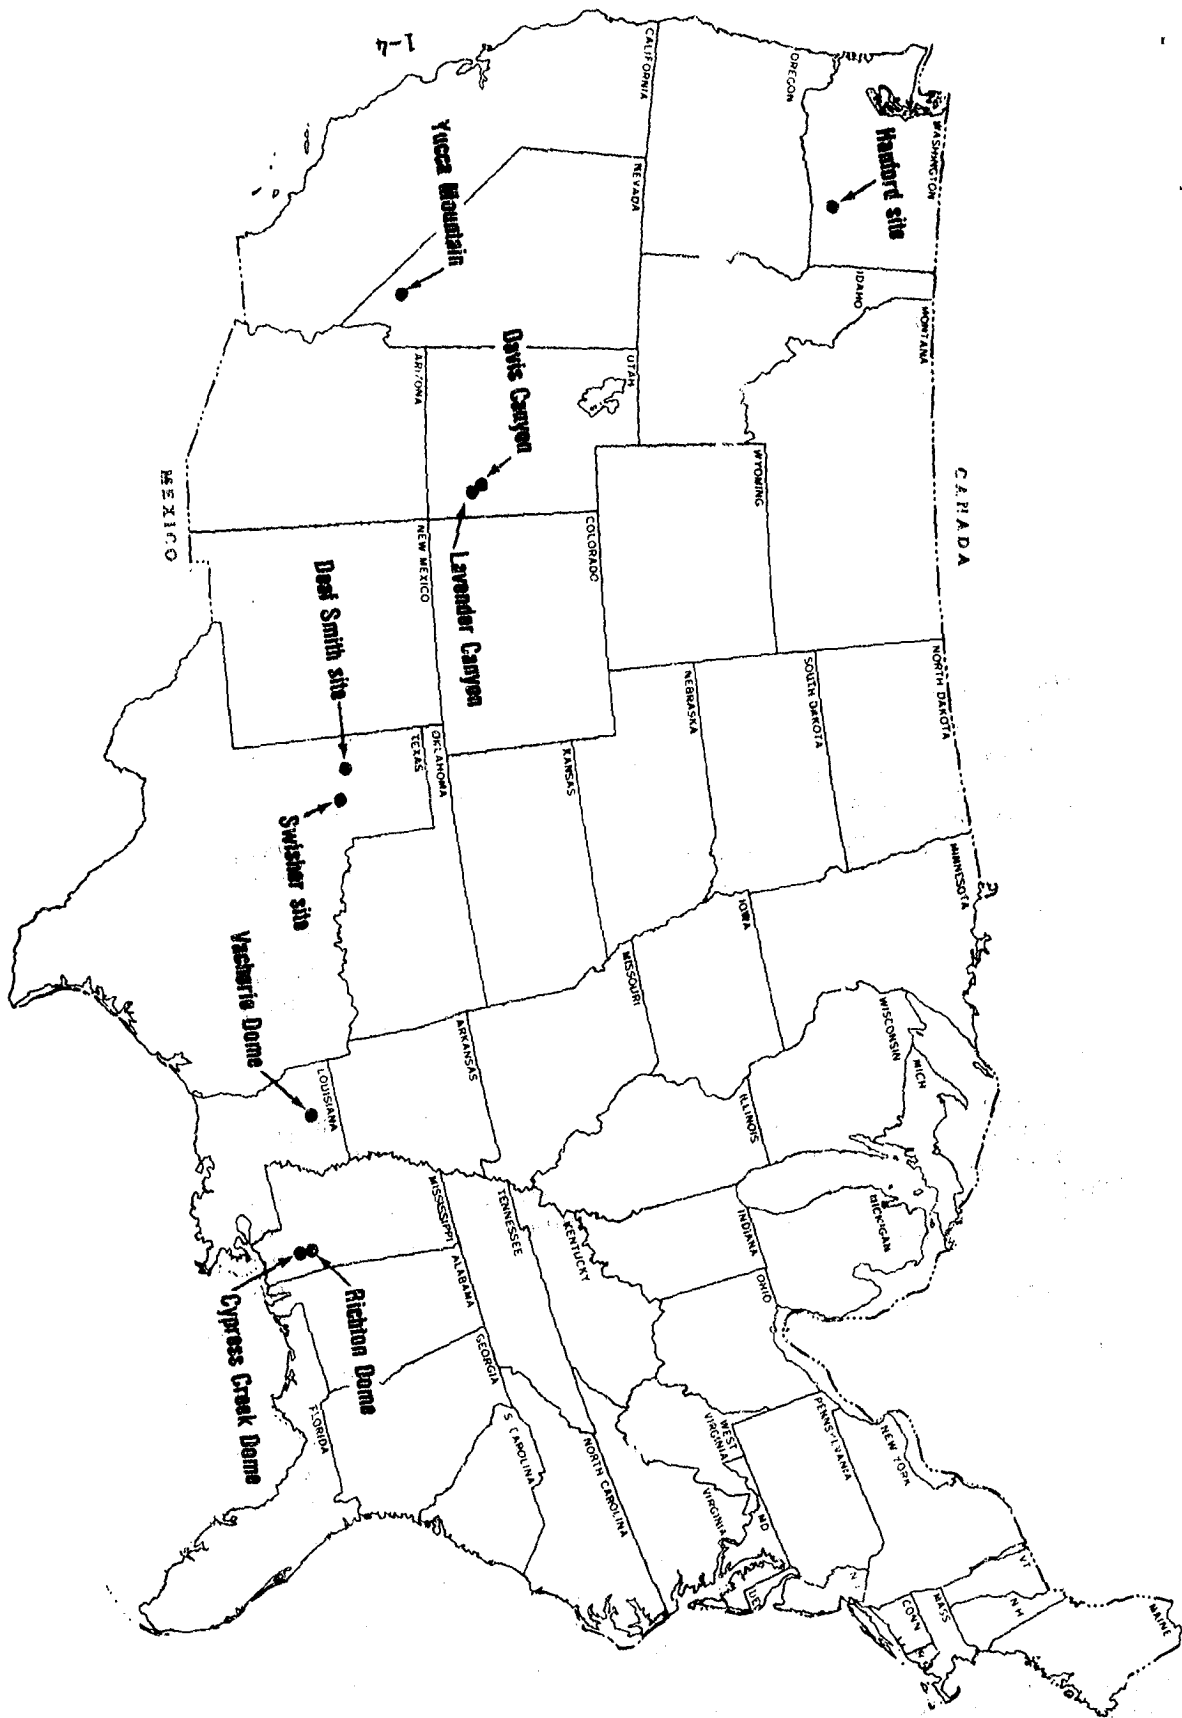 CANADA
WASHINGTON
Hanford site
OREGON
IDAHO
MONTANA
NORTH DAKOTA
MINNESOTA
SOUTH DAKOTA
WYOMING
NEBRASKA
IOWA
WISCONSIN
MICH
MICHIGAN
CALIFORNIA
NEVADA
UTAH
COLORADO
KANSAS
MISSOURI
ILLINOIS
INDIANA
OHIO
PENNSYLVANIA
NEW YORK
VT
N H
MAINE
MASS
CONN
MD
DEL
WEST
VIRGINIA
VIRGINIA
KENTUCKY
TENNESSEE
NORTH CAROLINA
S CAROLINA
Yucca Mountain
Davis Canyon
Lavender Canyon
ARIZONA
NEW MEXICO
OKLAHOMA
TEXAS
ARKANSAS
MISSISSIPPI
ALABAMA
GEORGIA
Deaf Smith site
Swisher site
LOUISIANA
Vacherie Dome
Richton Dome
Cypress Creek Dome
FLORIDA
MEXICO
1-4